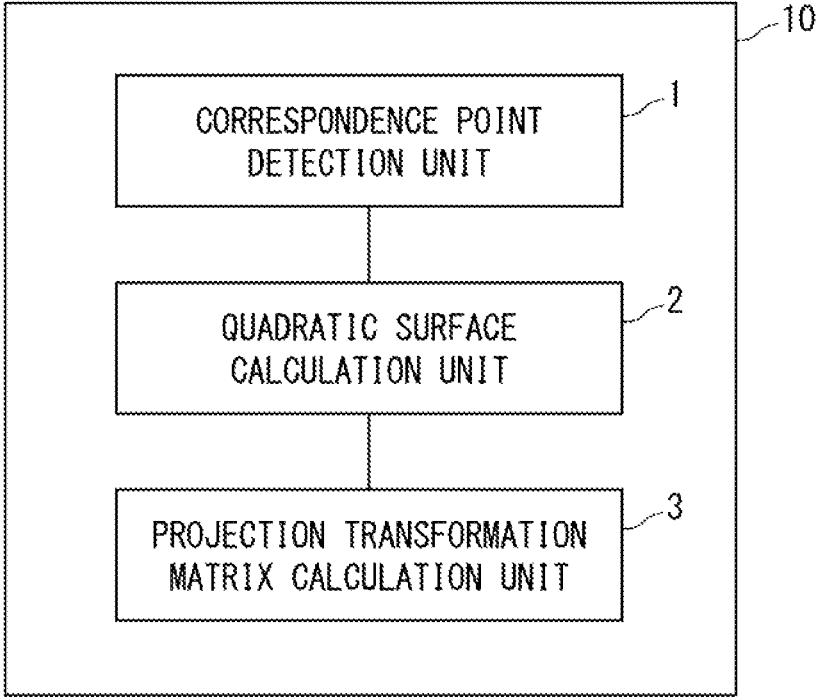 10
1
CORRESPONDENCE POINT
DETECTION UNIT
2
QUADRATIC SURFACE
CALCULATION UNIT
3
PROJECTION TRANSFORMATION
MATRIX CALCULATION UNIT